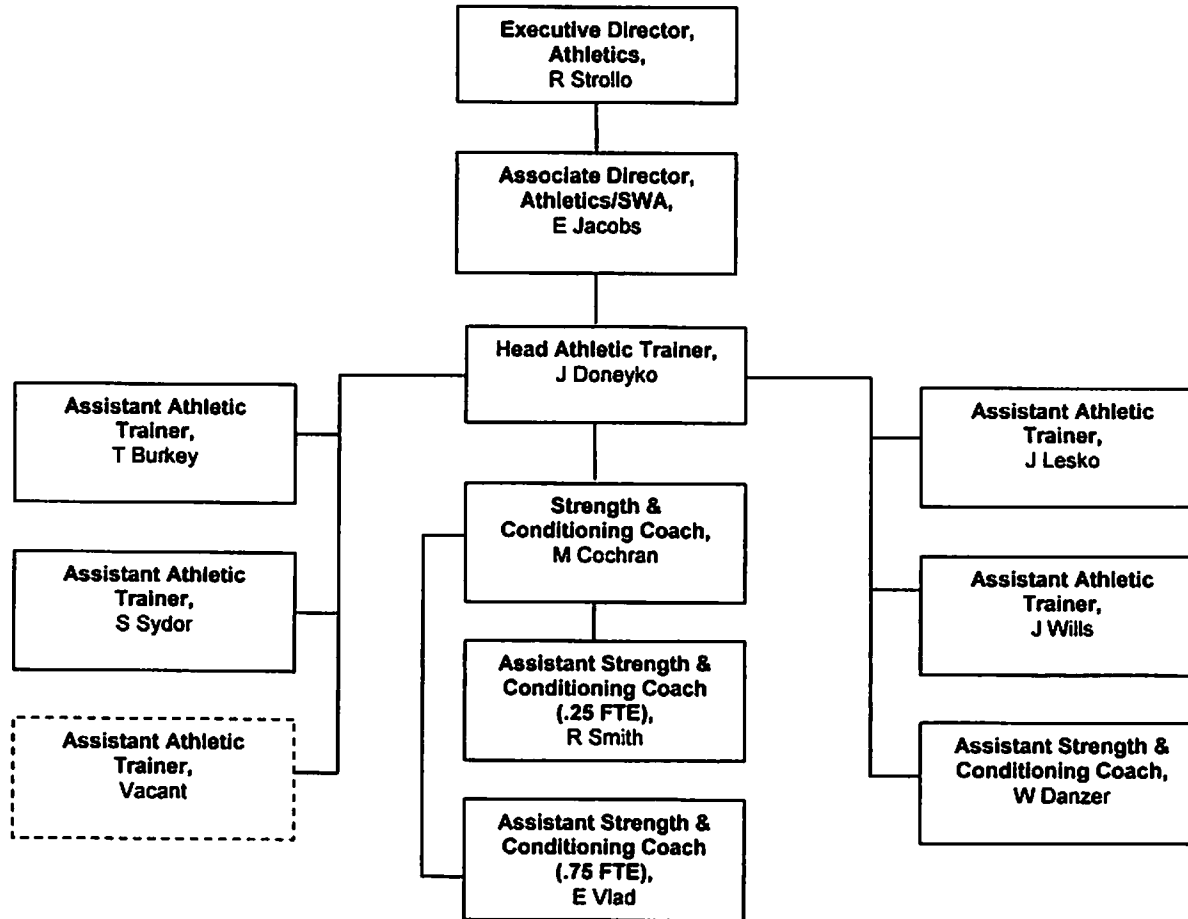 Executive Director,
Athletics,
R Strollo
Associate Director,
Athletics/SWA,
E Jacobs
Head Athletic Trainer,
J Doneyko
Assistant Athletic
Trainer,
T Burkey
Assistant Athletic
Trainer,
S Sydor
Assistant Athletic
Trainer,
Vacant
Strength &
Conditioning Coach,
M Cochran
Assistant Strength &
Conditioning Coach
(.25 FTE),
R Smith
Assistant Strength &
Conditioning Coach
(.75 FTE),
E Vlad
Assistant Athletic
Trainer,
J Lesko
Assistant Athletic
Trainer,
J Wills
Assistant Strength &
Conditioning Coach,
W Danzer